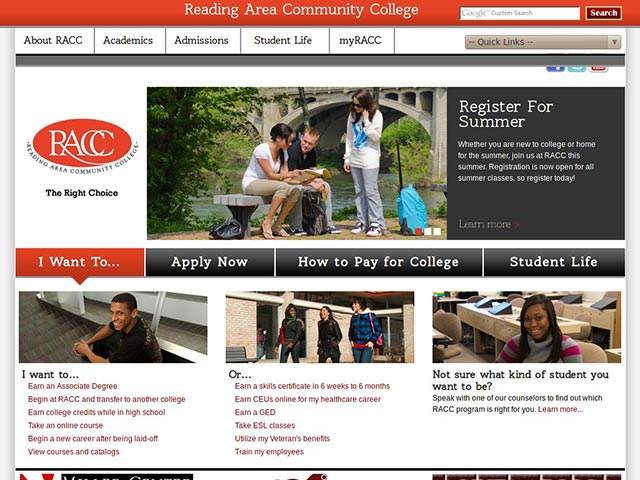 Reading Area Community College
Google™ Custom Search
Search
About RACC
Academics
Admissions
Student Life
myRACC
-- Quick Links --
RACC
·READING AREA COMMUNITY COLLEGE·
The Right Choice
Register For
Summer
Whether you are new to college or home
for the summer, join us at RACC this
summer. Registration is now open for all
summer classes, so register today!
Learn more >
I Want To...
Apply Now
How to Pay for College
Student Life
I want to...
Earn an Associate Degree
Begin at RACC and transfer to another college
Earn college credits while in high school
Take an online course
Begin a new career after being laid-off
View courses and catalogs
Or...
Earn a skills certificate in 6 weeks to 6 months
Earn CEUs online for my healthcare career
Earn a GED
Take ESL classes
Utilize my Veteran's benefits
Train my employees
Not sure what kind of student you
want to be?
Speak with one of our counselors to find out which
RACC program is right for you. Learn more...
Miller Center